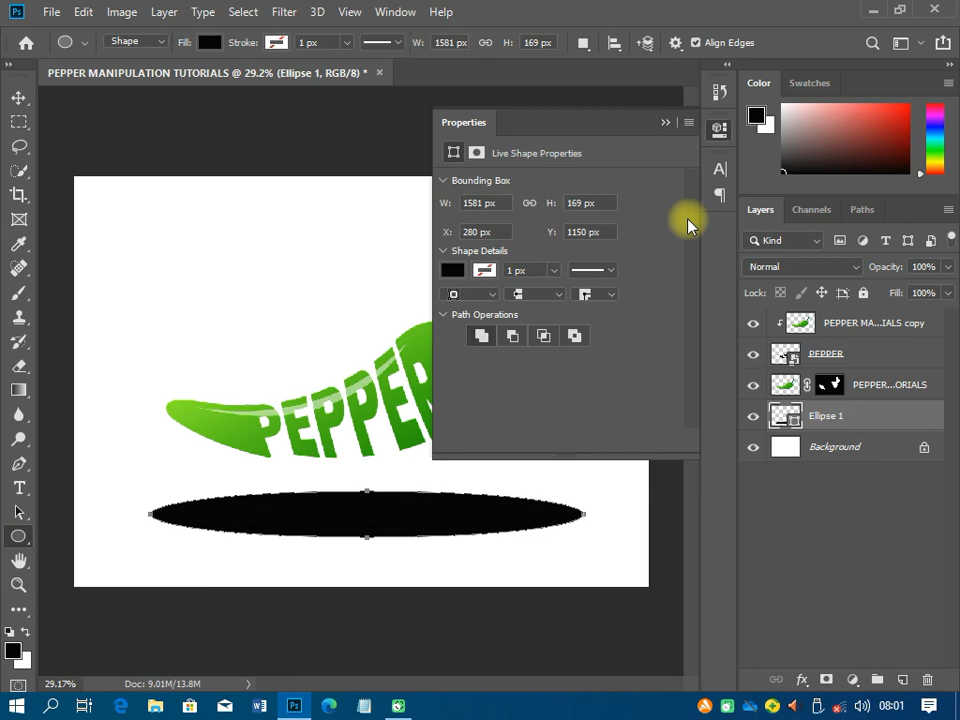 Ps File Edit Image Layer Type Select Filter 3D View Window Help
Shape Fill: Stroke: 1 px W: 1581 px H: 169 px Align Edges
PEPPER MANIPULATION TUTORIALS @ 29.2% (Ellipse 1, RGB/8) *
Color Swatches
Properties
Live Shape Properties
Bounding Box
W: 1581 px H: 169 px
X: 280 px Y: 1150 px
Shape Details
1 px
Path Operations
Layers Channels Paths
Kind
Normal Opacity: 100%
Lock: Fill: 100%
PEPPER MA...IALS copy
PEPPER
PEPPER...ORIALS
Ellipse 1
Background
PEPPER
29.17% Doc: 9.01M/13.8M
08:01